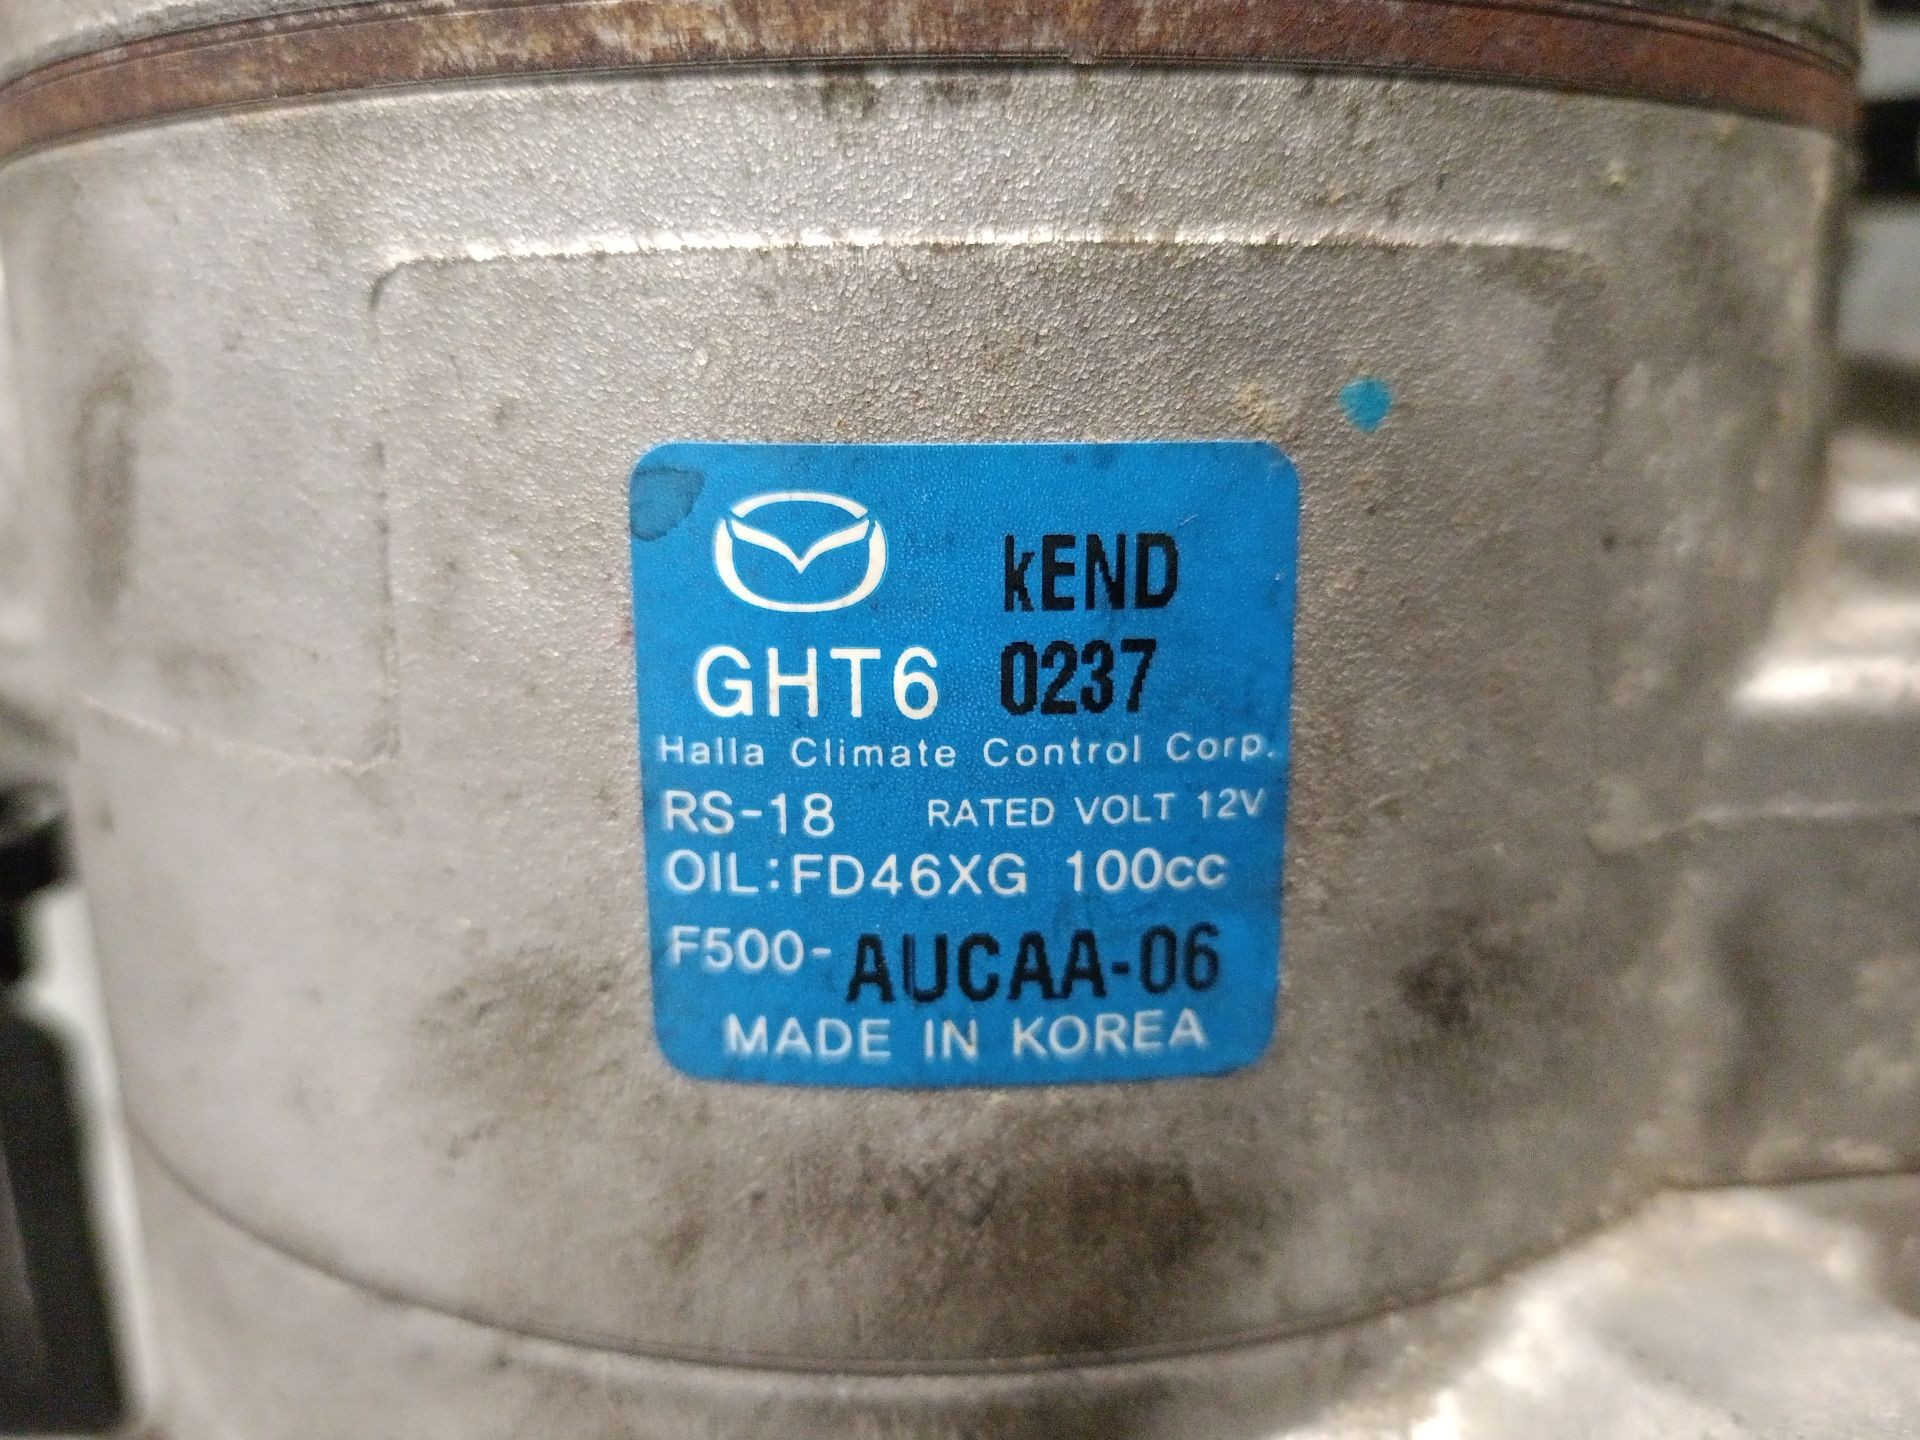 kEND
GHT6 0237
Halla Climate Control Corp.
RS-18 RATED VOLT 12V
OIL:FD46XG 100cc
F500-AUCAA-06
MADE IN KOREA